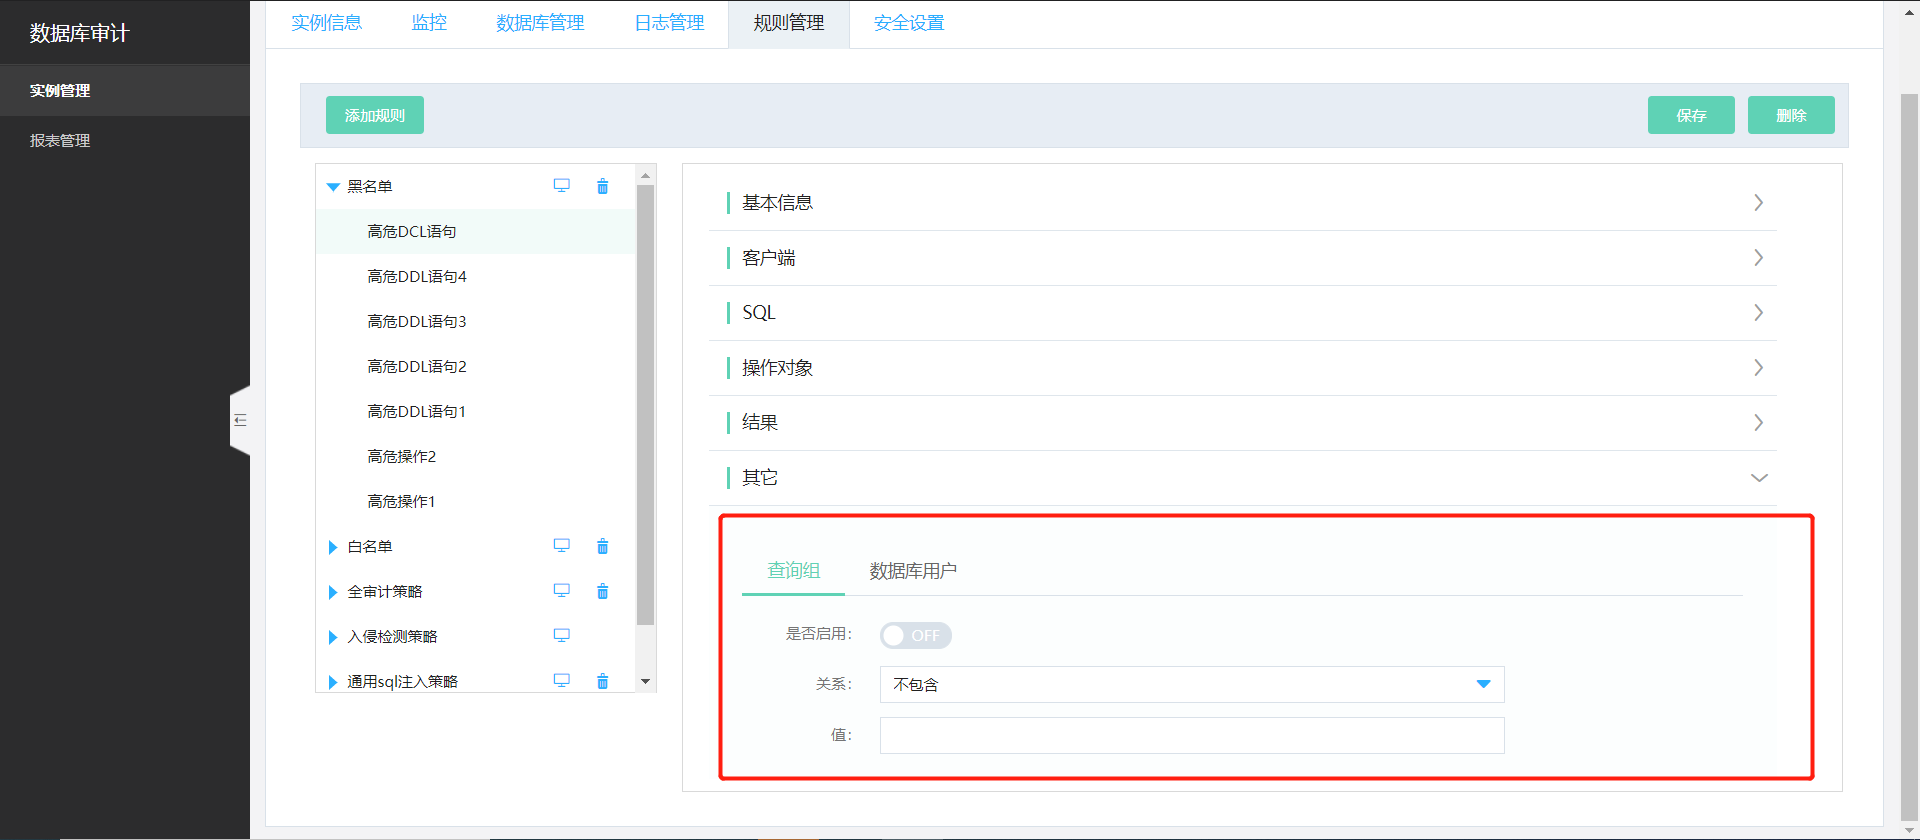 数据库审计
实例管理
报表管理
实例信息
监控
数据库管理
日志管理
规则管理
安全设置
添加规则
保存
删除
黑名单
高危DCL语句
高危DDL语句4
高危DDL语句3
高危DDL语句2
高危DDL语句1
高危操作2
高危操作1
白名单
全审计策略
入侵检测策略
通用sql注入策略
基本信息
客户端
SQL
操作对象
结果
其它
查询组
数据库用户
是否启用：
OFF
关系：
不包含
值：